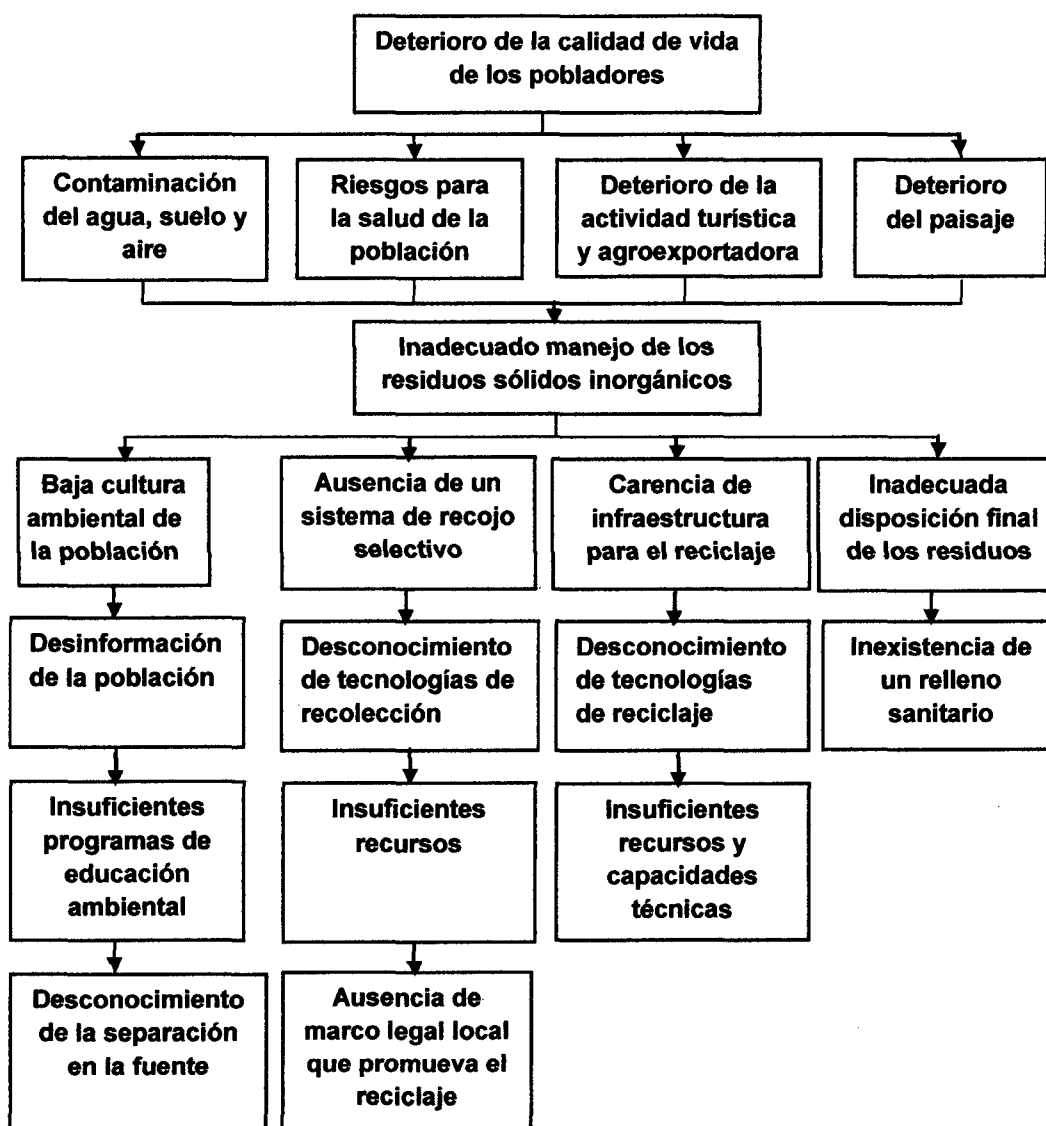 Deterioro de la calidad de vida
de los pobladores
Contaminación
del agua, suelo y
aire
Riesgos para
la salud de la
población
Deterioro de la
actividad turística
y agroexportadora
Deterioro
del paisaje
Inadecuado manejo de los
residuos sólidos inorgánicos
Baja cultura
ambiental de
la población
Ausencia de un
sistema de recojo
selectivo
Carencia de
infraestructura
para el reciclaje
Inadecuada
disposición final
de los residuos
Desinformación
de la población
Desconocimiento
de tecnologías de
recolección
Desconocimiento
de tecnologías
de reciclaje
Inexistencia de
un relleno
sanitario
Insuficientes
programas de
educación
ambiental
Insuficientes
recursos
Insuficientes
recursos y
capacidades
técnicas
Desconocimiento
de la separación
en la fuente
Ausencia de
marco legal local
que promueva el
reciclaje